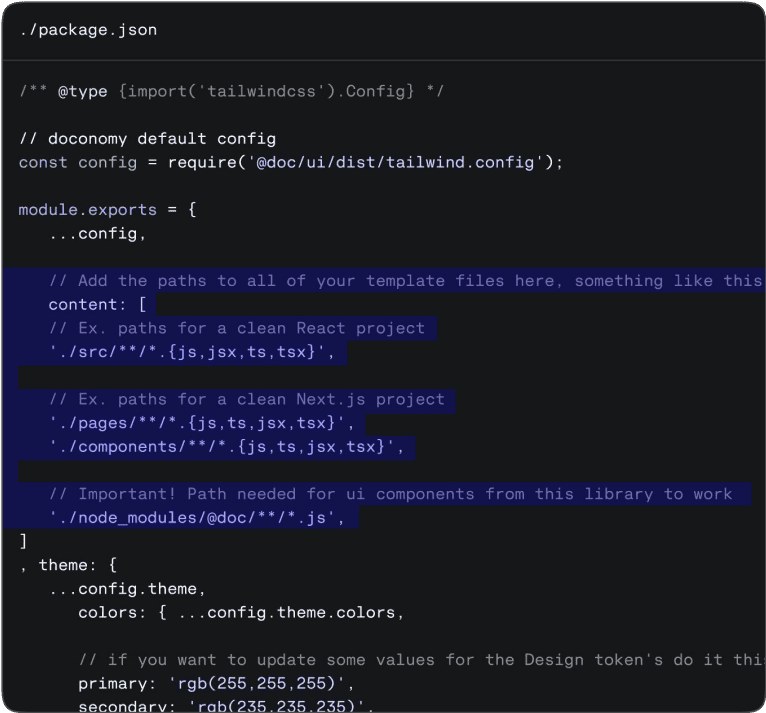 ./package.json
/** @type {import('tailwindcss').Config} */
// doconomy default config
const config = require('@doc/ui/dist/tailwind.config');
module.exports = {
...config,
// Add the paths to all of your template files here, something like this
content: [
// Ex. paths for a clean React project
'./src/**/*.{js,jsx,ts,tsx}',
// Ex. paths for a clean Next.js project
'./pages/**/*.{js,ts,jsx,tsx}',
'./components/**/*.{js,ts,jsx,tsx}',
// Important! Path needed for ui components from this library to work
'./node_modules/@doc/**/*.js',
]
, theme: {
...config.theme,
colors: { ...config.theme.colors,
// if you want to update some values for the Design token's do it thi
primary: 'rgb(255,255,255)',
secondary: 'rgb(235,235,235)',